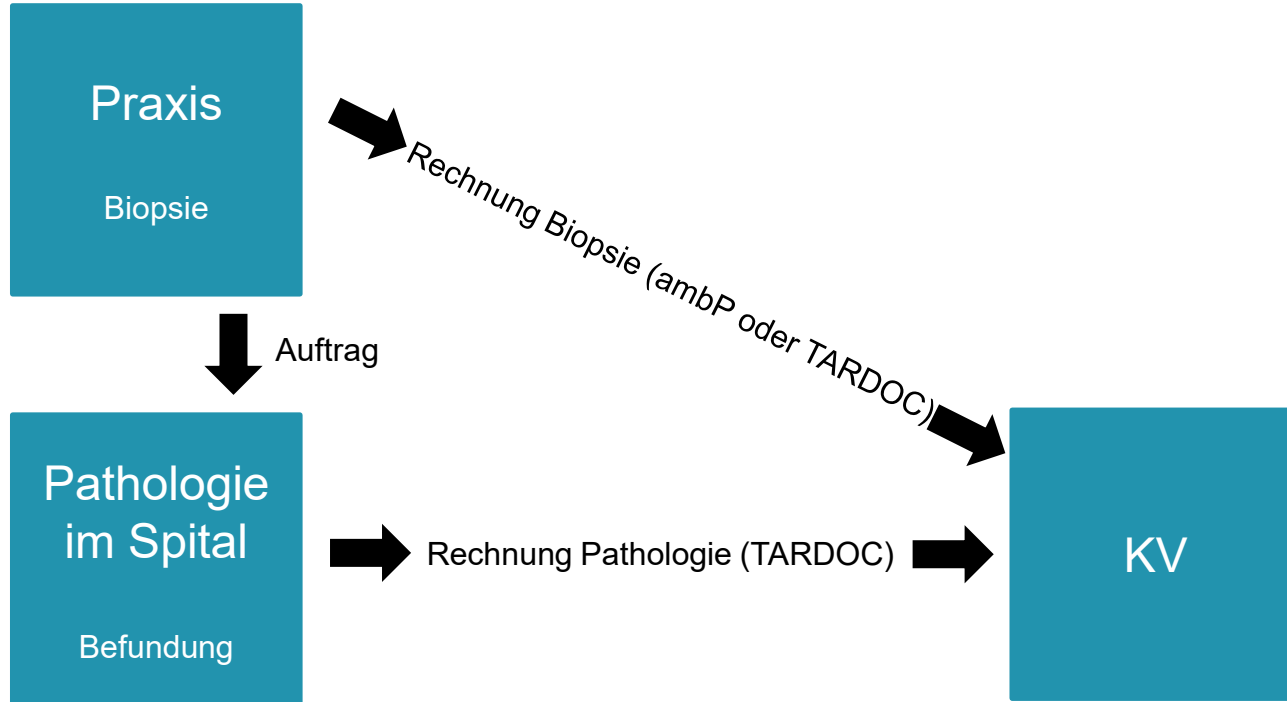 Praxis
Biopsie
Rechnung Biopsie (ambP oder TARDOC)
Auftrag
Pathologie
im Spital
Befundung
Rechnung Pathologie (TARDOC)
KV